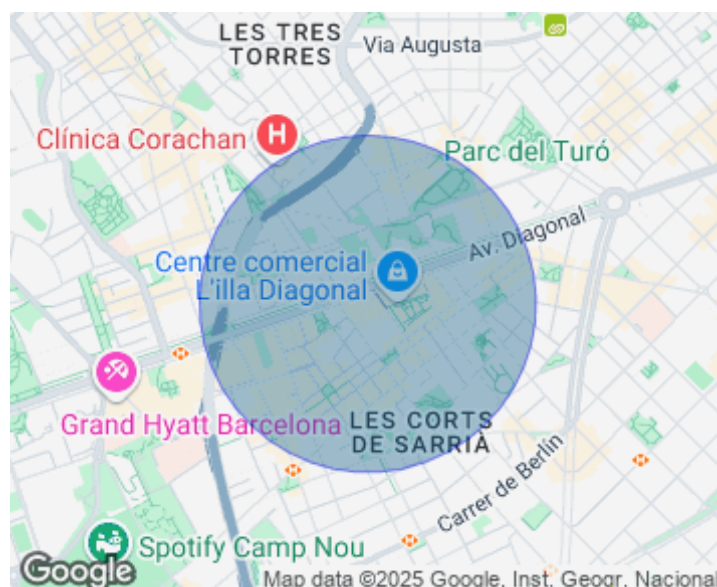 LES TRES
TORRES
Via Augusta
Clínica Corachan
H
Parc del Turó
Av. Diagonal
Centre comercial
L'illa Diagonal
Grand Hyatt Barcelona
LES CORTS
DE SARRIÀ
Carrer de Berlín
Spotify Camp Nou
Google
Map data ©2025 Google, Inst. Geogr. Nacional